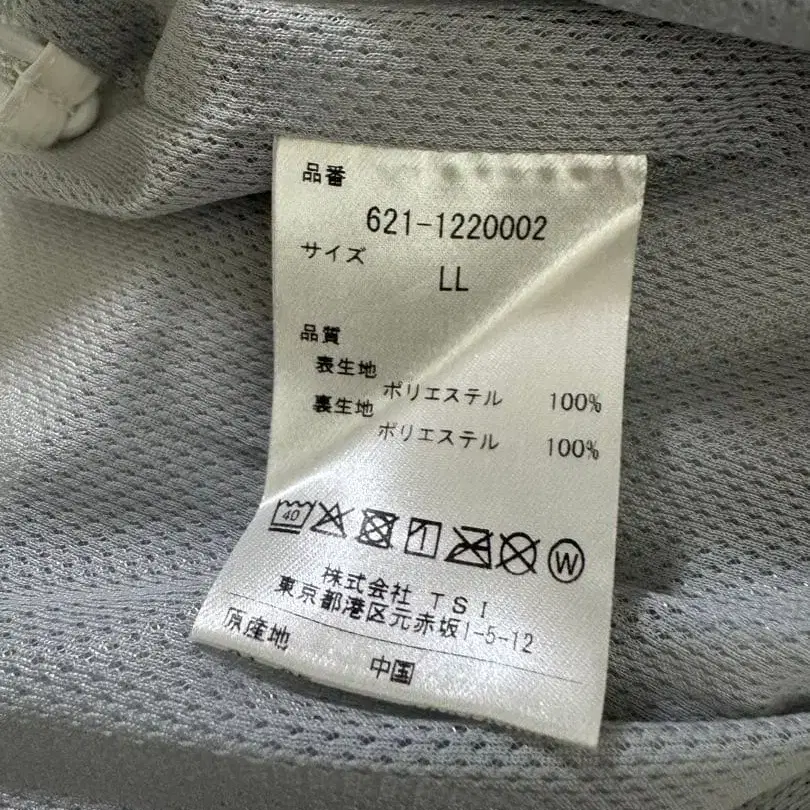 品番
621-1220002
サイズ
LL
品質
表生地
ポリエステル 100%
裏生地
ポリエステル 100%
40
W
株式会社 TSI
東京都港区元赤坂1-5-12
原産地
中国